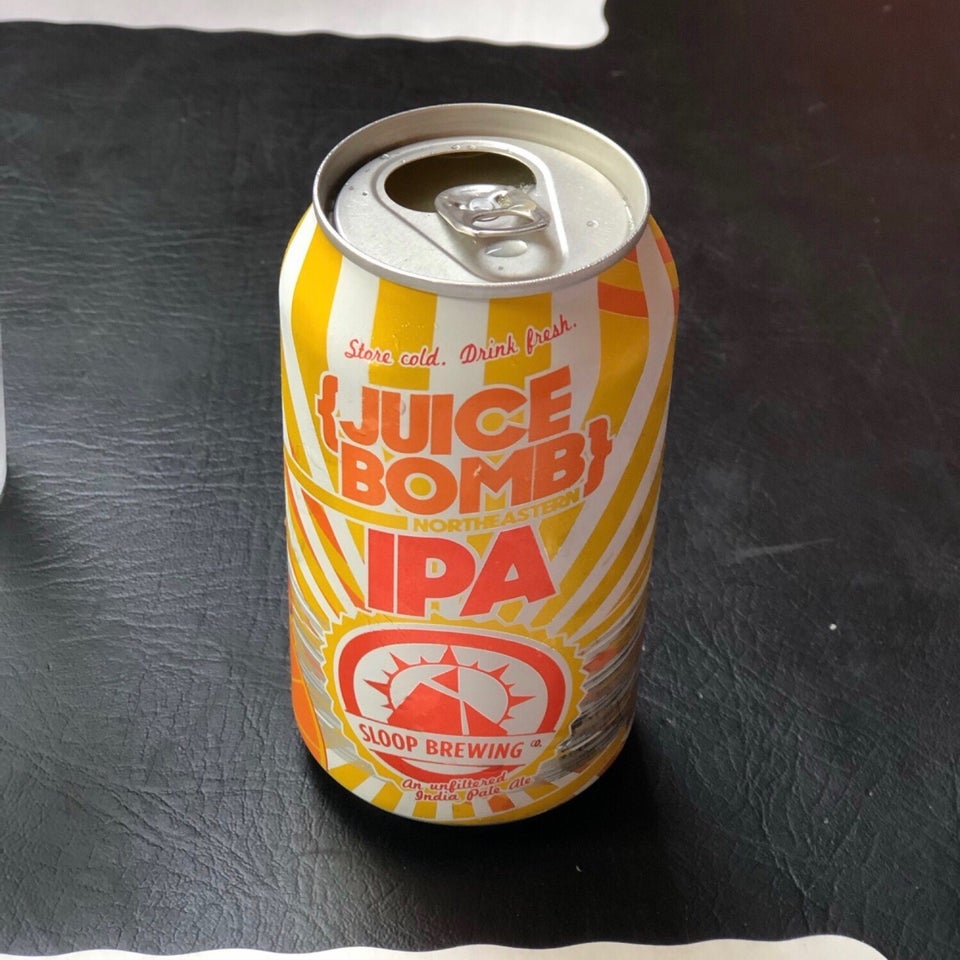 Store cold. Drink fresh.
{JUICE
BOMB}
NORTHEASTERN
IPA
SLOOP BREWING CO.
An unfiltered
India Pale Ale